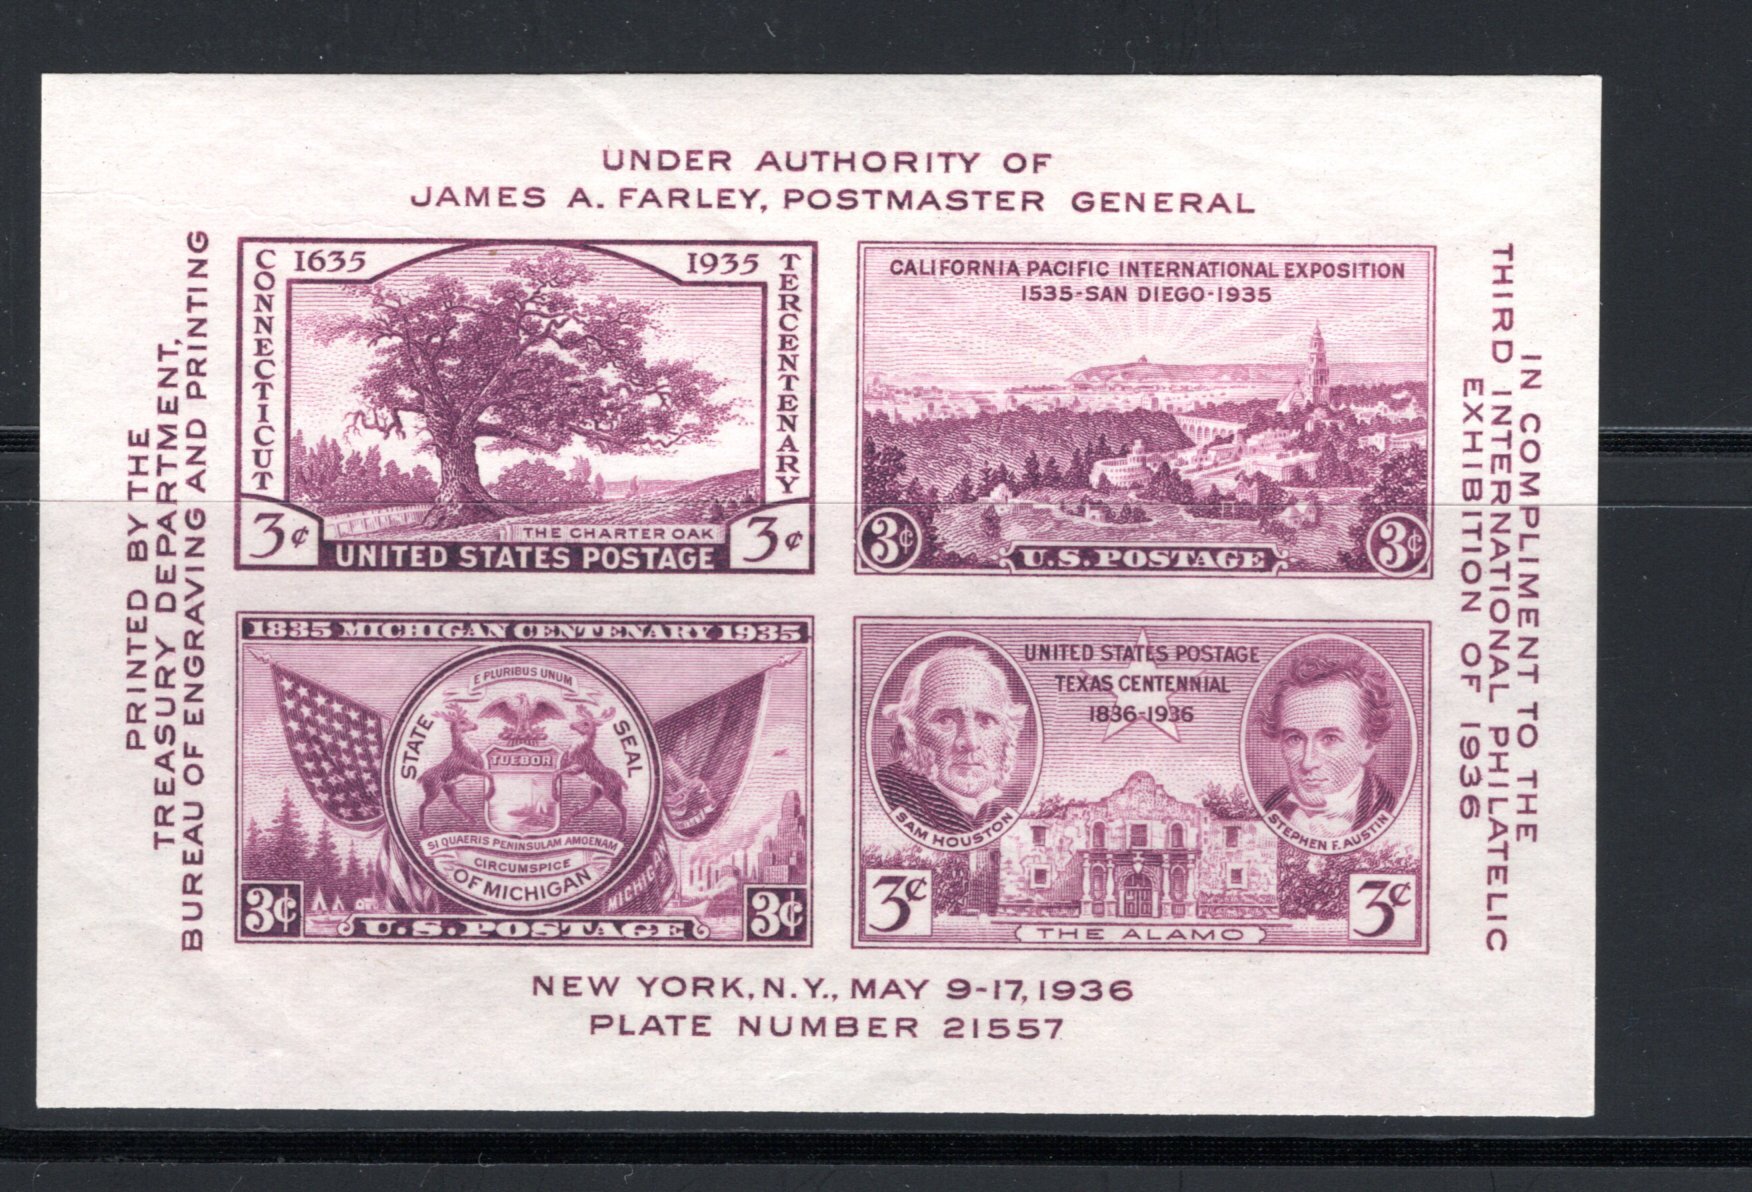 UNDER AUTHORITY OF
JAMES A. FARLEY, POSTMASTER GENERAL
PRINTED BY THE
TREASURY DEPARTMENT,
BUREAU OF ENGRAVING AND PRINTING
CONNECTICUT
1635
1935
TERCENTENARY
3¢
THE CHARTER OAK
3¢
UNITED STATES POSTAGE
CALIFORNIA PACIFIC INTERNATIONAL EXPOSITION
1535-SAN DIEGO-1935
3¢
U.S. POSTAGE
3¢
1835 MICHIGAN CENTENARY 1935
E PLURIBUS UNUM
STATE SEAL
TUEBOR
SI QUAERIS PENINSULAM AMOENAM
CIRCUMSPICE
OF MICHIGAN
MICHIGAN
3¢
U.S. POSTAGE
3¢
UNITED STATES POSTAGE
TEXAS CENTENNIAL
1836-1936
SAM HOUSTON
STEPHEN F. AUSTIN
3¢
THE ALAMO
3¢
IN COMPLIMENT TO THE
THIRD INTERNATIONAL PHILATELIC
EXHIBITION OF 1936
NEW YORK, N.Y., MAY 9-17, 1936
PLATE NUMBER 21557